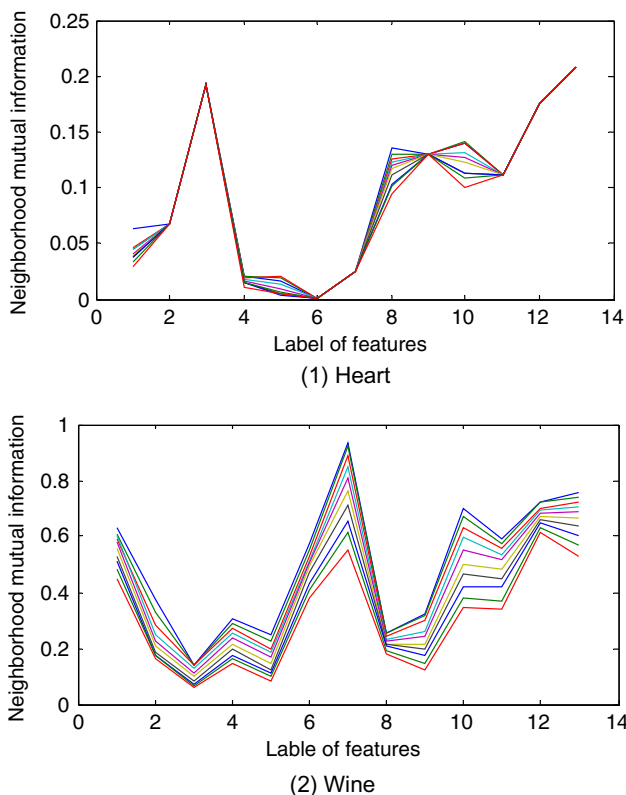 Neighborhood mutual information
0.25
0.2
0.15
0.1
0.05
0
0 2 4 6 8 10 12 14
Label of features
(1) Heart
Neighborhood mutual information
1
0.8
0.6
0.4
0.2
0
0 2 4 6 8 10 12 14
Lable of features
(2) Wine